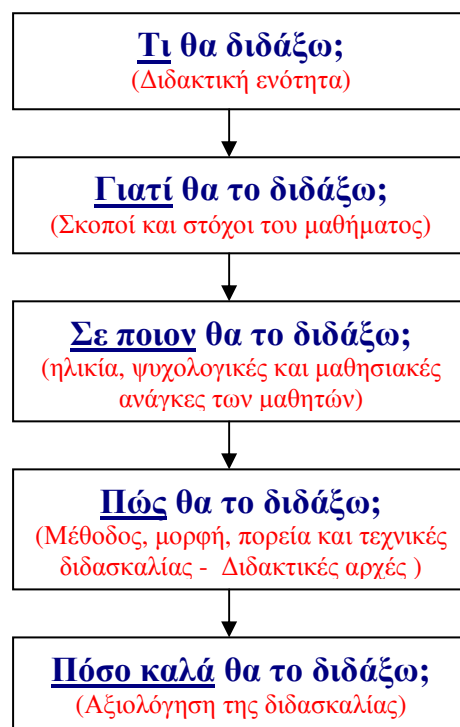 Τι θα διδάξω;
(Διδακτική ενότητα)
Γιατί θα το διδάξω;
(Σκοποί και στόχοι του μαθήματος)
Σε ποιον θα το διδάξω;
(ηλικία, ψυχολογικές και μαθησιακές
ανάγκες των μαθητών)
Πώς θα το διδάξω;
(Μέθοδος, μορφή, πορεία και τεχνικές
διδασκαλίας - Διδακτικές αρχές )
Πόσο καλά θα το διδάξω;
(Αξιολόγηση της διδασκαλίας)